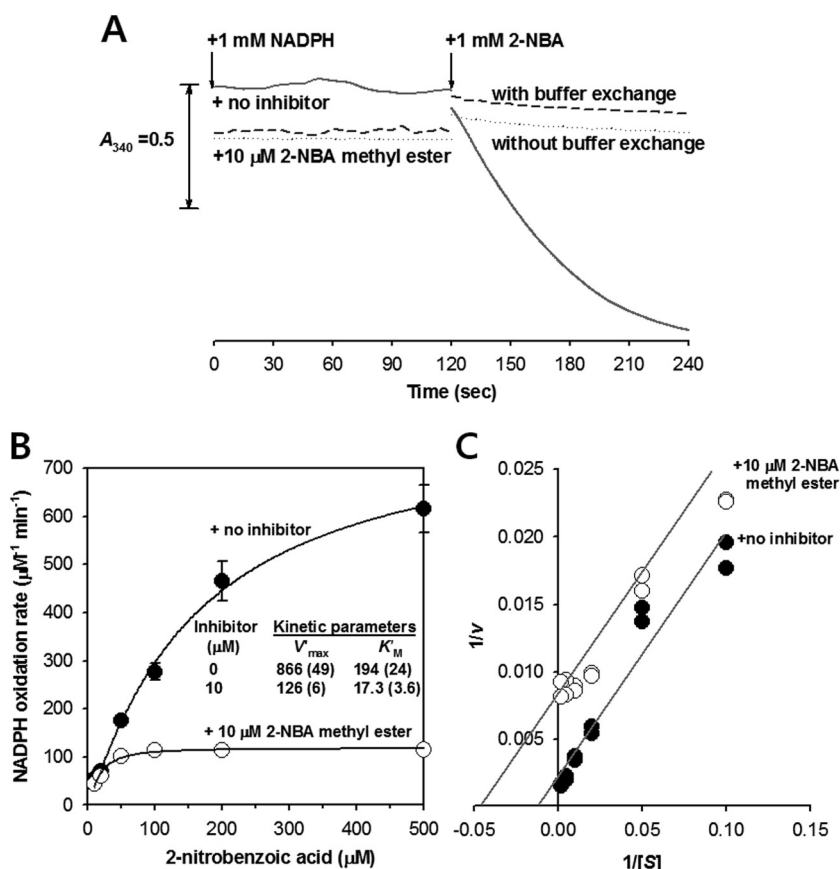 A
+1 mM NADPH
+1 mM 2-NBA
+ no inhibitor
with buffer exchange
A340 =0.5
+10 µM 2-NBA methyl ester
without buffer exchange
0 30 60 90 120 150 180 210 240
Time (sec)
B
NADPH oxidation rate (µM-1 min-1)
700
600
500
400
300
200
100
0
+ no inhibitor
Inhibitor Kinetic parameters
(µM) V'max K'M
0 866 (49) 194 (24)
10 126 (6) 17.3 (3.6)
+ 10 µM 2-NBA methyl ester
0 100 200 300 400 500
2-nitrobenzoic acid (µM)
C
1/v
0.025
0.020
0.015
0.010
0.005
+10 µM 2-NBA
methyl ester
+no inhibitor
-0.05 0.00 0.05 0.10 0.15
1/[S]